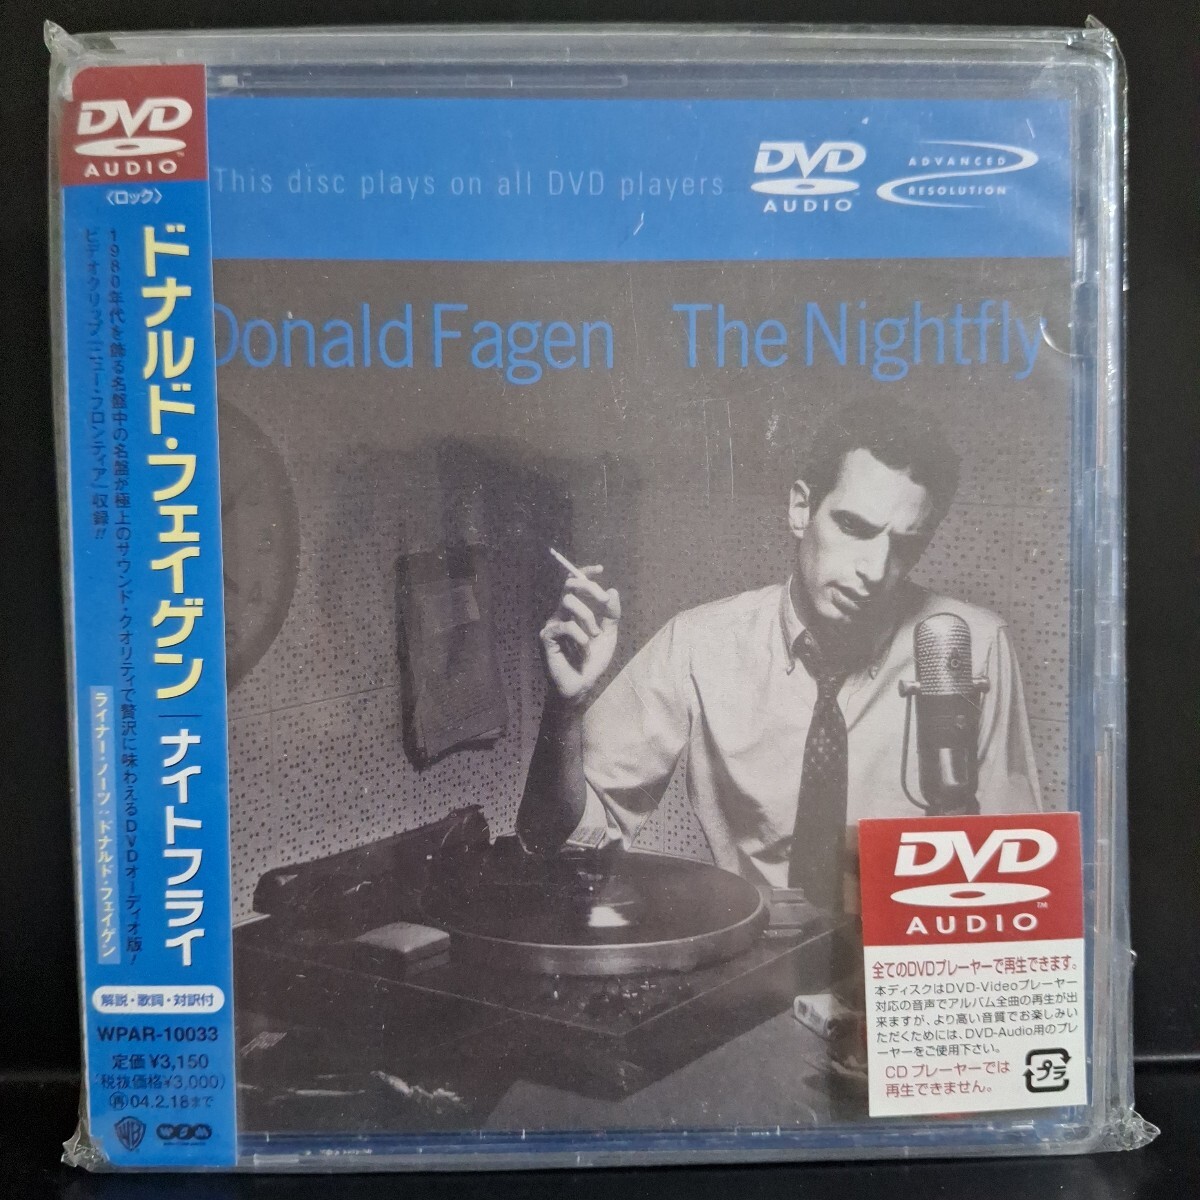 DVD
AUDIO
〈ロック〉
ドナルド・フェイゲン｜ナイトフライ
1980年代を飾る名盤中の名盤が極上のサウンド・クオリティで贅沢に味わえるDVDオーディオ版!
ビデオクリップ「ニュー・フロンティア」収録!!
ライナー・ノーツ：ドナルド・フェイゲン
解説・歌詞・対訳付
WPAR-10033
定価¥3,150
(税抜価格¥3,000)
再04.2.18まで
WB
This disc plays on all DVD players
DVD
AUDIO
ADVANCED
RESOLUTION
Donald Fagen The Nightfly
DVD
AUDIO
TM
全てのDVDプレーヤーで再生できます。
本ディスクはDVD-Videoプレーヤー
対応の音声でアルバム全曲の再生が出
来ますが、より高い音質でお楽しみい
ただくためには、DVD-Audio用のプレ
ーヤーをご使用下さい。
CDプレーヤーでは
再生できません。
プラ